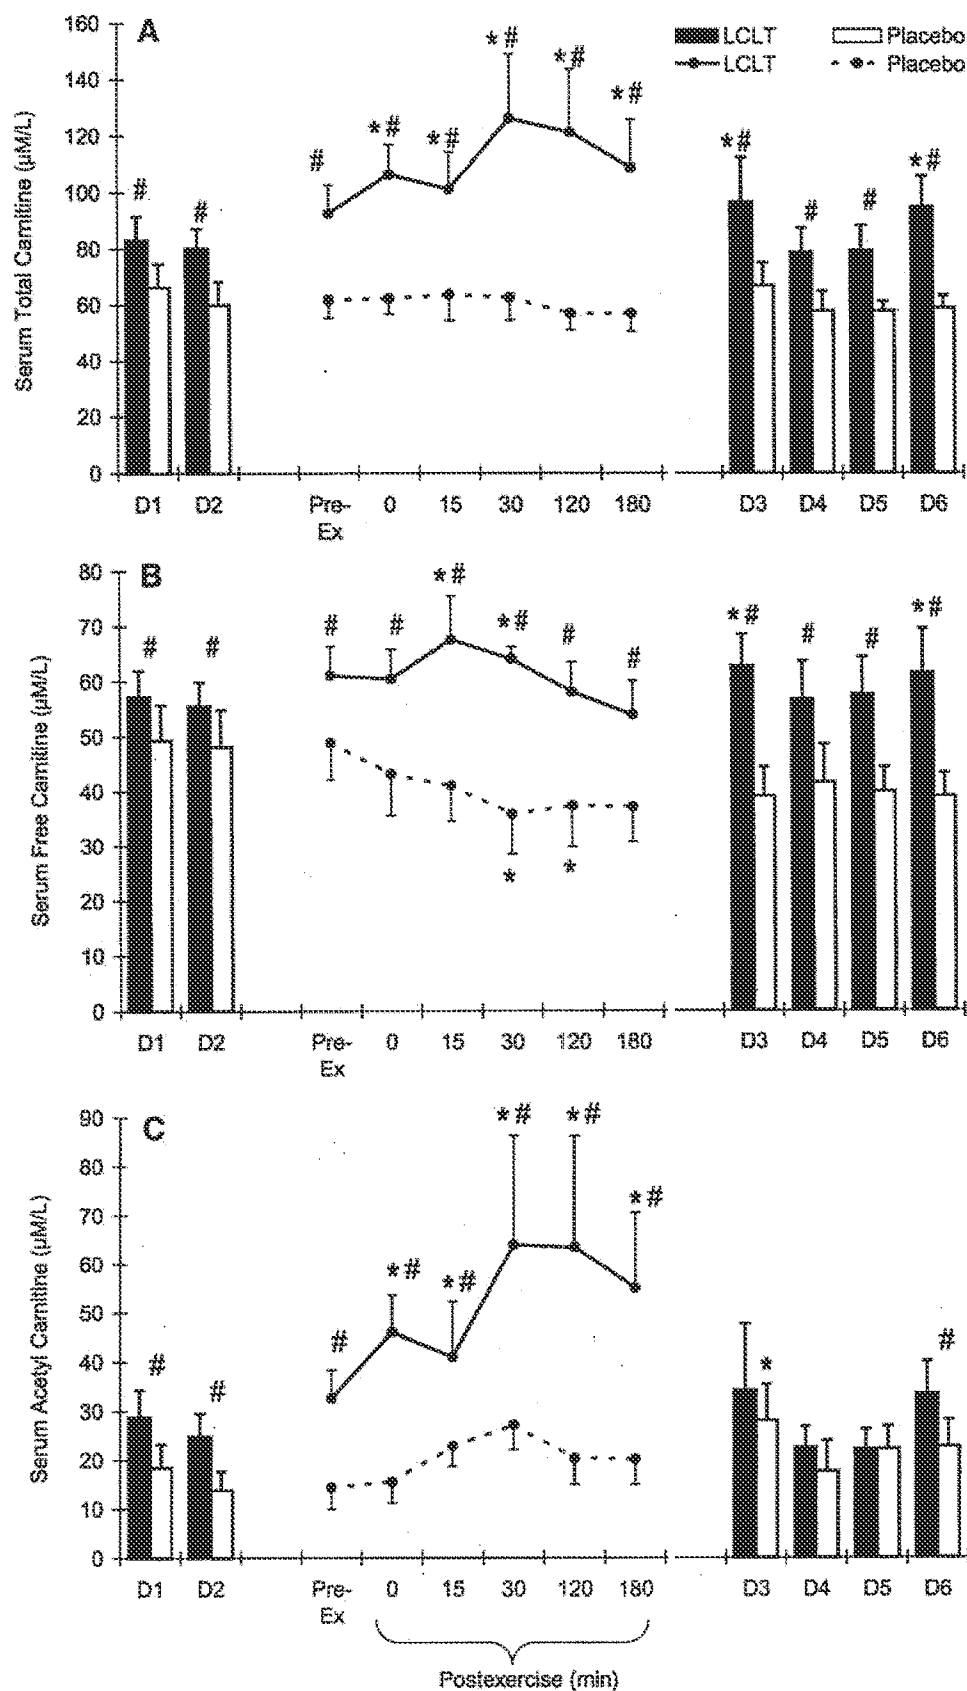 A
LCLT Placebo
LCLT Placebo
Serum Total Carnitine (µM/L)
160
140
120
100
80
60
40
20
0
# # # *# *# *# *# *# *# # # *#
D1 D2 Pre-Ex 0 15 30 120 180 D3 D4 D5 D6
B
Serum Free Carnitine (µM/L)
80
70
60
50
40
30
20
10
0
# # # # *# *# # # *# # # *#
* *
D1 D2 Pre-Ex 0 15 30 120 180 D3 D4 D5 D6
C
Serum Acetyl Carnitine (µM/L)
90
80
70
60
50
40
30
20
10
0
# # # *# *# *# *# *# * #
D1 D2 Pre-Ex 0 15 30 120 180 D3 D4 D5 D6
Postexercise (min)